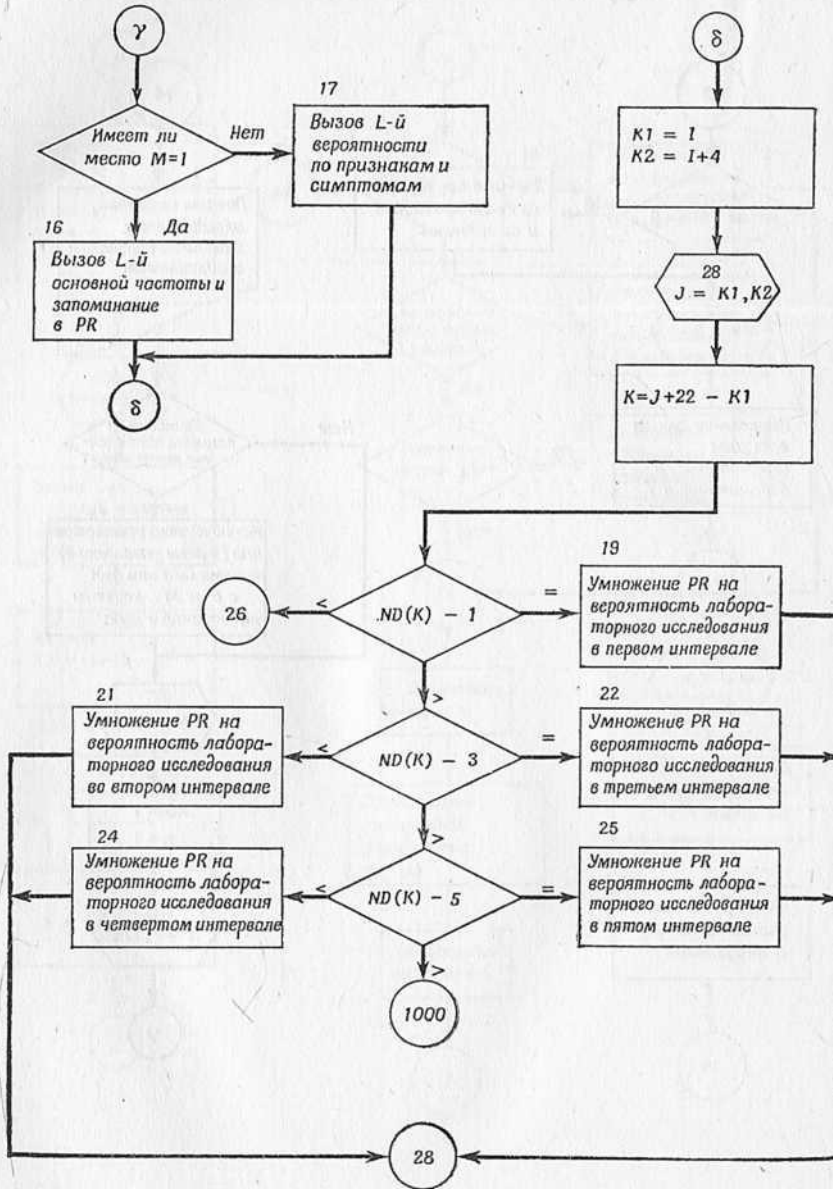 γ
Имеет ли
место M=1
Нет
Да
17
Вызов L-й
вероятности
по признакам и
симптомам
16
Вызов L-й
основной частоты и
запоминание
в PR
δ
δ
K1 = I
K2 = I+4
28
J = K1,K2
K=J+22 - K1
ND(K) - 1
<
=
>
26
19
Умножение PR на
вероятность лабора-
торного исследования
в первом интервале
21
Умножение PR на
вероятность лабора-
торного исследования
во втором интервале
<
ND(K) - 3
=
>
22
Умножение PR на
вероятность лабора-
торного исследования
в третьем интервале
24
Умножение PR на
вероятность лабора-
торного исследования
в четвертом интервале
<
ND(K) - 5
=
>
25
Умножение PR на
вероятность лабора-
торного исследования
в пятом интервале
1000
28